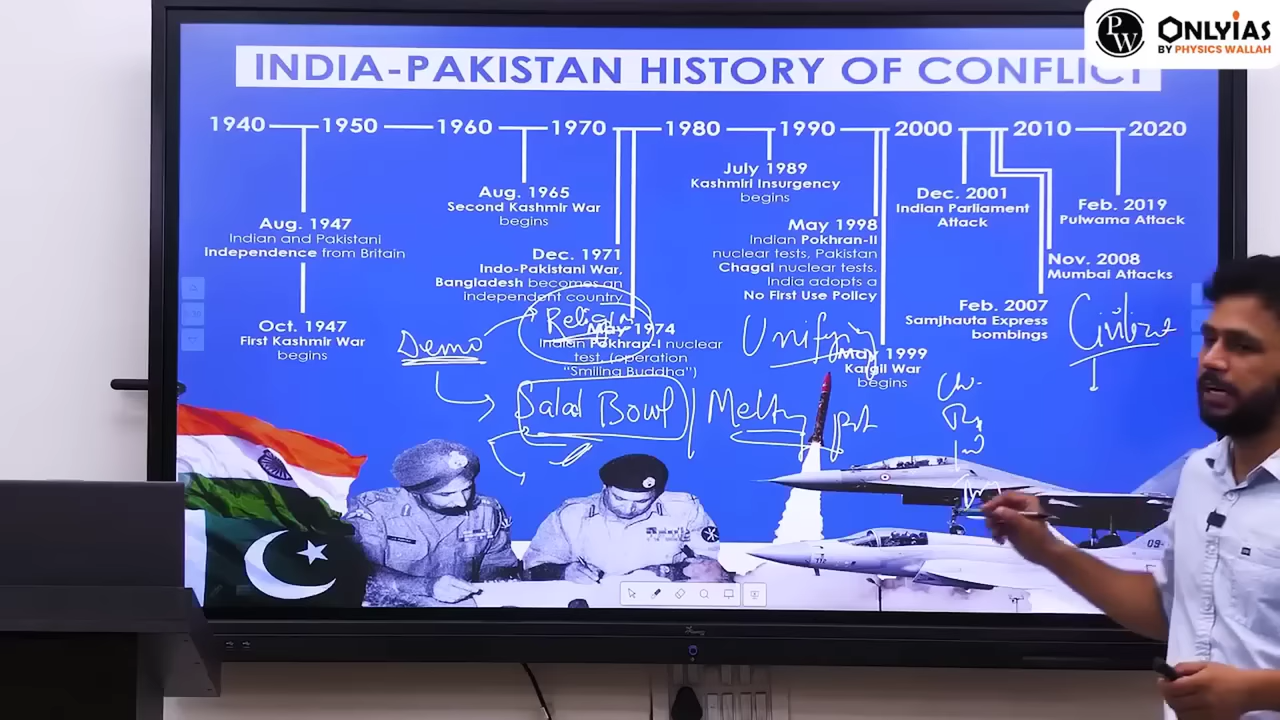 PW ONLYIAS
BY PHYSICS WALLAH
INDIA-PAKISTAN HISTORY OF CONFLICT
1940 1950 1960 1970 1980 1990 2000 2010 2020
Aug. 1947
Indian and Pakistani
Independence from Britain
Oct. 1947
First Kashmir War
begins
Aug. 1965
Second Kashmir War
begins
Dec. 1971
Indo-Pakistani War,
Bangladesh becomes an
independent country
May 1974
Indian Pokhran-I nuclear
test, (operation
"Smiling Buddha")
July 1989
Kashmiri Insurgency
begins
May 1998
Indian Pokhran-II
nuclear tests, Pakistan
Chagai nuclear tests.
India adopts a
No First Use Policy
May 1999
Kargil War
begins
Dec. 2001
Indian Parliament
Attack
Feb. 2007
Samjhauta Express
bombings
Nov. 2008
Mumbai Attacks
Feb. 2019
Pulwama Attack
Demo
Religion
Salad Bowl
Melting pot
Unifying